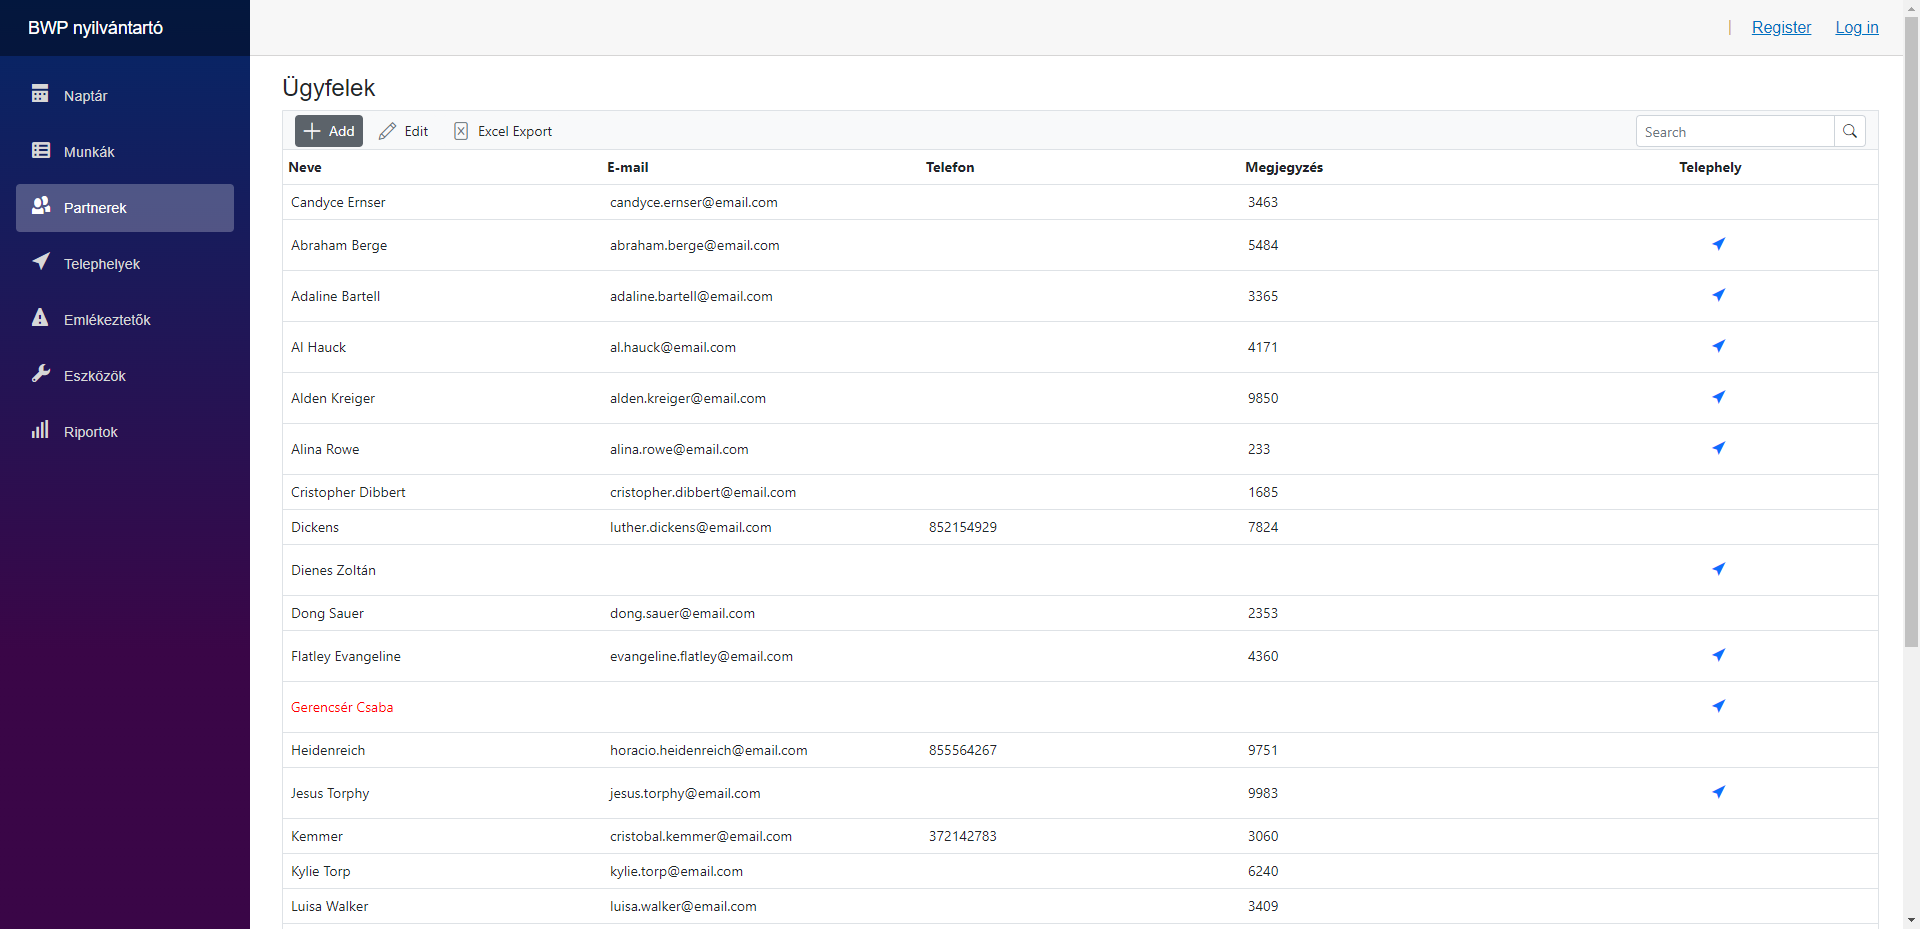 BWP nyilvántartó
| Register Log in
Naptár
Munkák
Partnerek
Telephelyek
Emlékeztetők
Eszközök
Riportok
Ügyfelek
Add Edit Excel Export Search
Neve E-mail Telefon Megjegyzés Telephely
Candyce Ernser candyce.ernser@email.com 3463
Abraham Berge abraham.berge@email.com 5484
Adaline Bartell adaline.bartell@email.com 3365
Al Hauck al.hauck@email.com 4171
Alden Kreiger alden.kreiger@email.com 9850
Alina Rowe alina.rowe@email.com 233
Cristopher Dibbert cristopher.dibbert@email.com 1685
Dickens luther.dickens@email.com 852154929 7824
Dienes Zoltán
Dong Sauer dong.sauer@email.com 2353
Flatley Evangeline evangeline.flatley@email.com 4360
Gerencsér Csaba
Heidenreich horacio.heidenreich@email.com 855564267 9751
Jesus Torphy jesus.torphy@email.com 9983
Kemmer cristobal.kemmer@email.com 372142783 3060
Kylie Torp kylie.torp@email.com 6240
Luisa Walker luisa.walker@email.com 3409